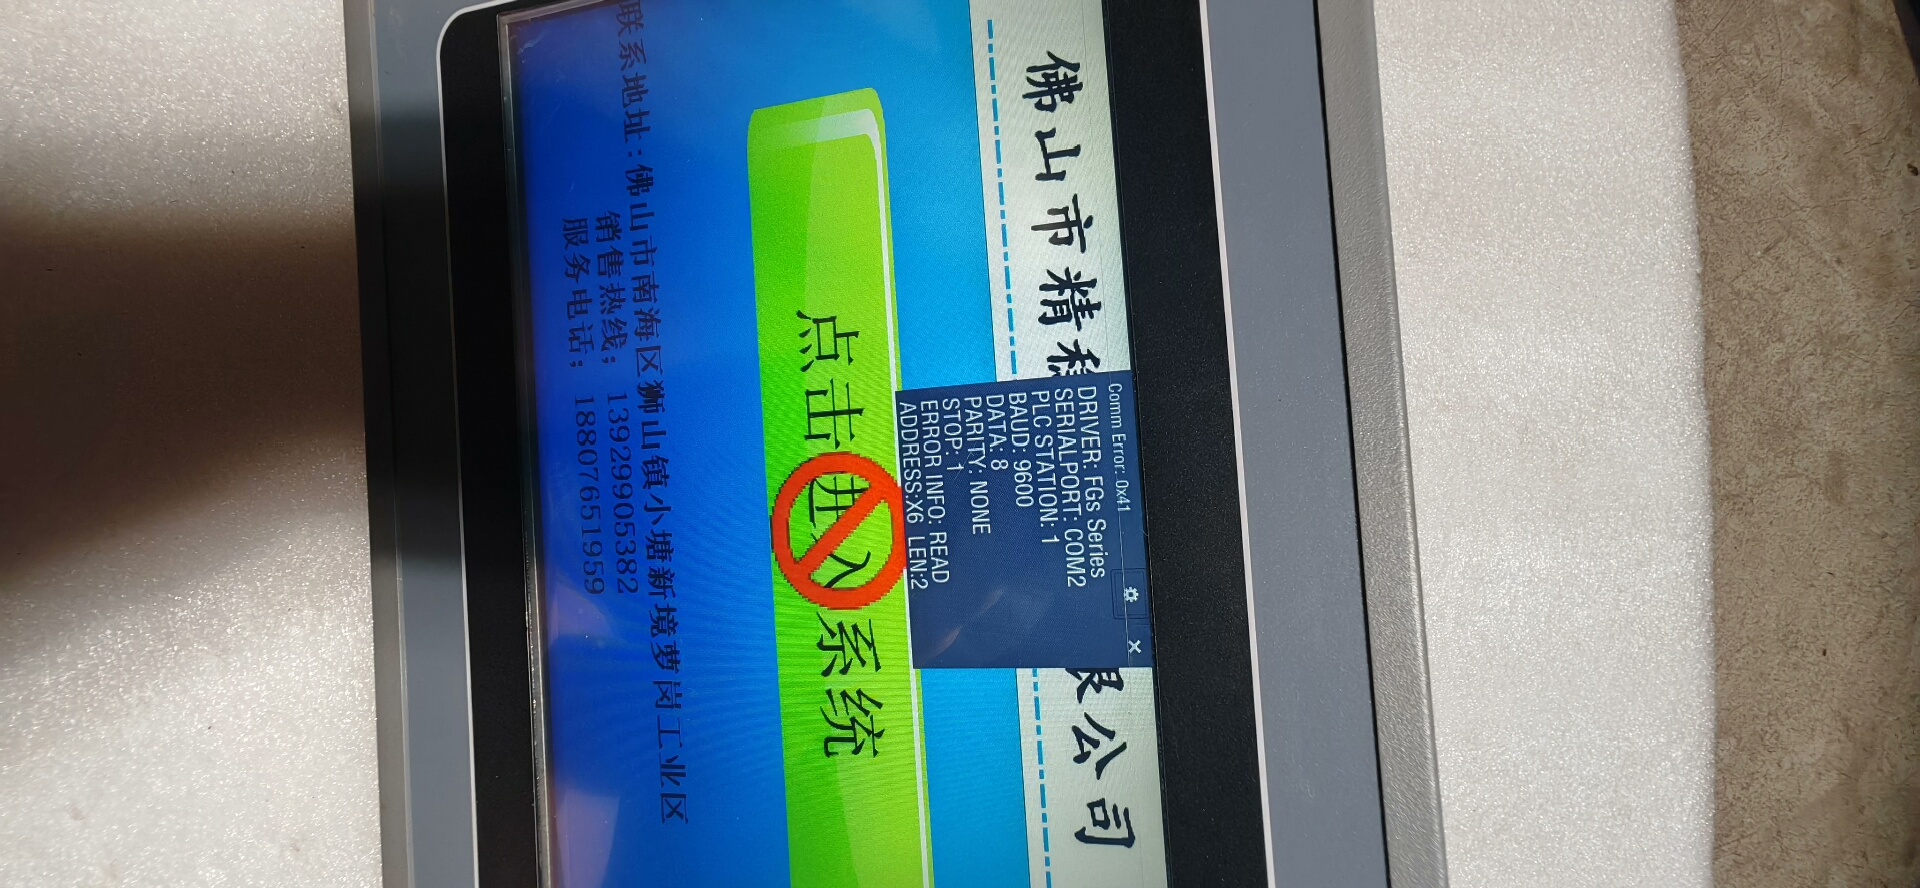 佛山市精
限公司
Comm Error: 0x41
DRIVER: FGs Series
SERIALPORT: COM2
PLC STATION: 1
BAUD: 9600
DATA: 8
PARITY: NONE
STOP: 1
ERROR INFO: READ
ADDRESS:X6 LEN:2
点击进入系统
联系地址:佛山市南海区狮山镇小塘新境萝岗工业区
销售热线; 13929905382
服务电话; 18807651959